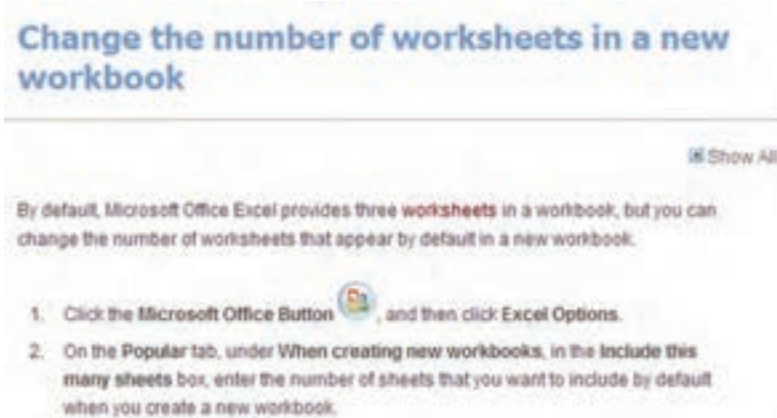 Change the number of worksheets in a new
workbook
Show All
By default, Microsoft Office Excel provides three worksheets in a workbook, but you can
change the number of worksheets that appear by default in a new workbook.
1. Click the Microsoft Office Button , and then click Excel Options.
2. On the Popular tab, under When creating new workbooks, in the Include this
many sheets box, enter the number of sheets that you want to include by default
when you create a new workbook.